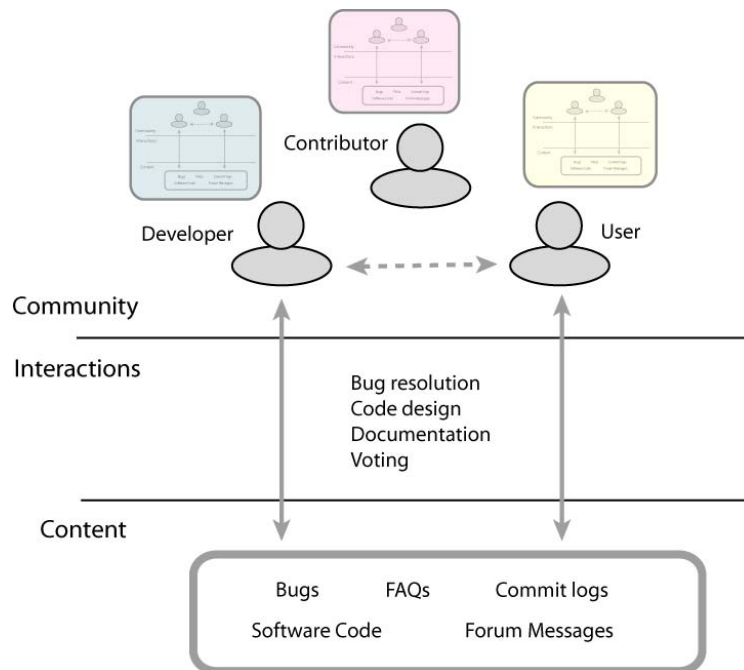 Contributor
Developer
User
Community
Interactions
Bug resolution
Code design
Documentation
Voting
Content
Bugs FAQs Commit logs
Software Code Forum Messages